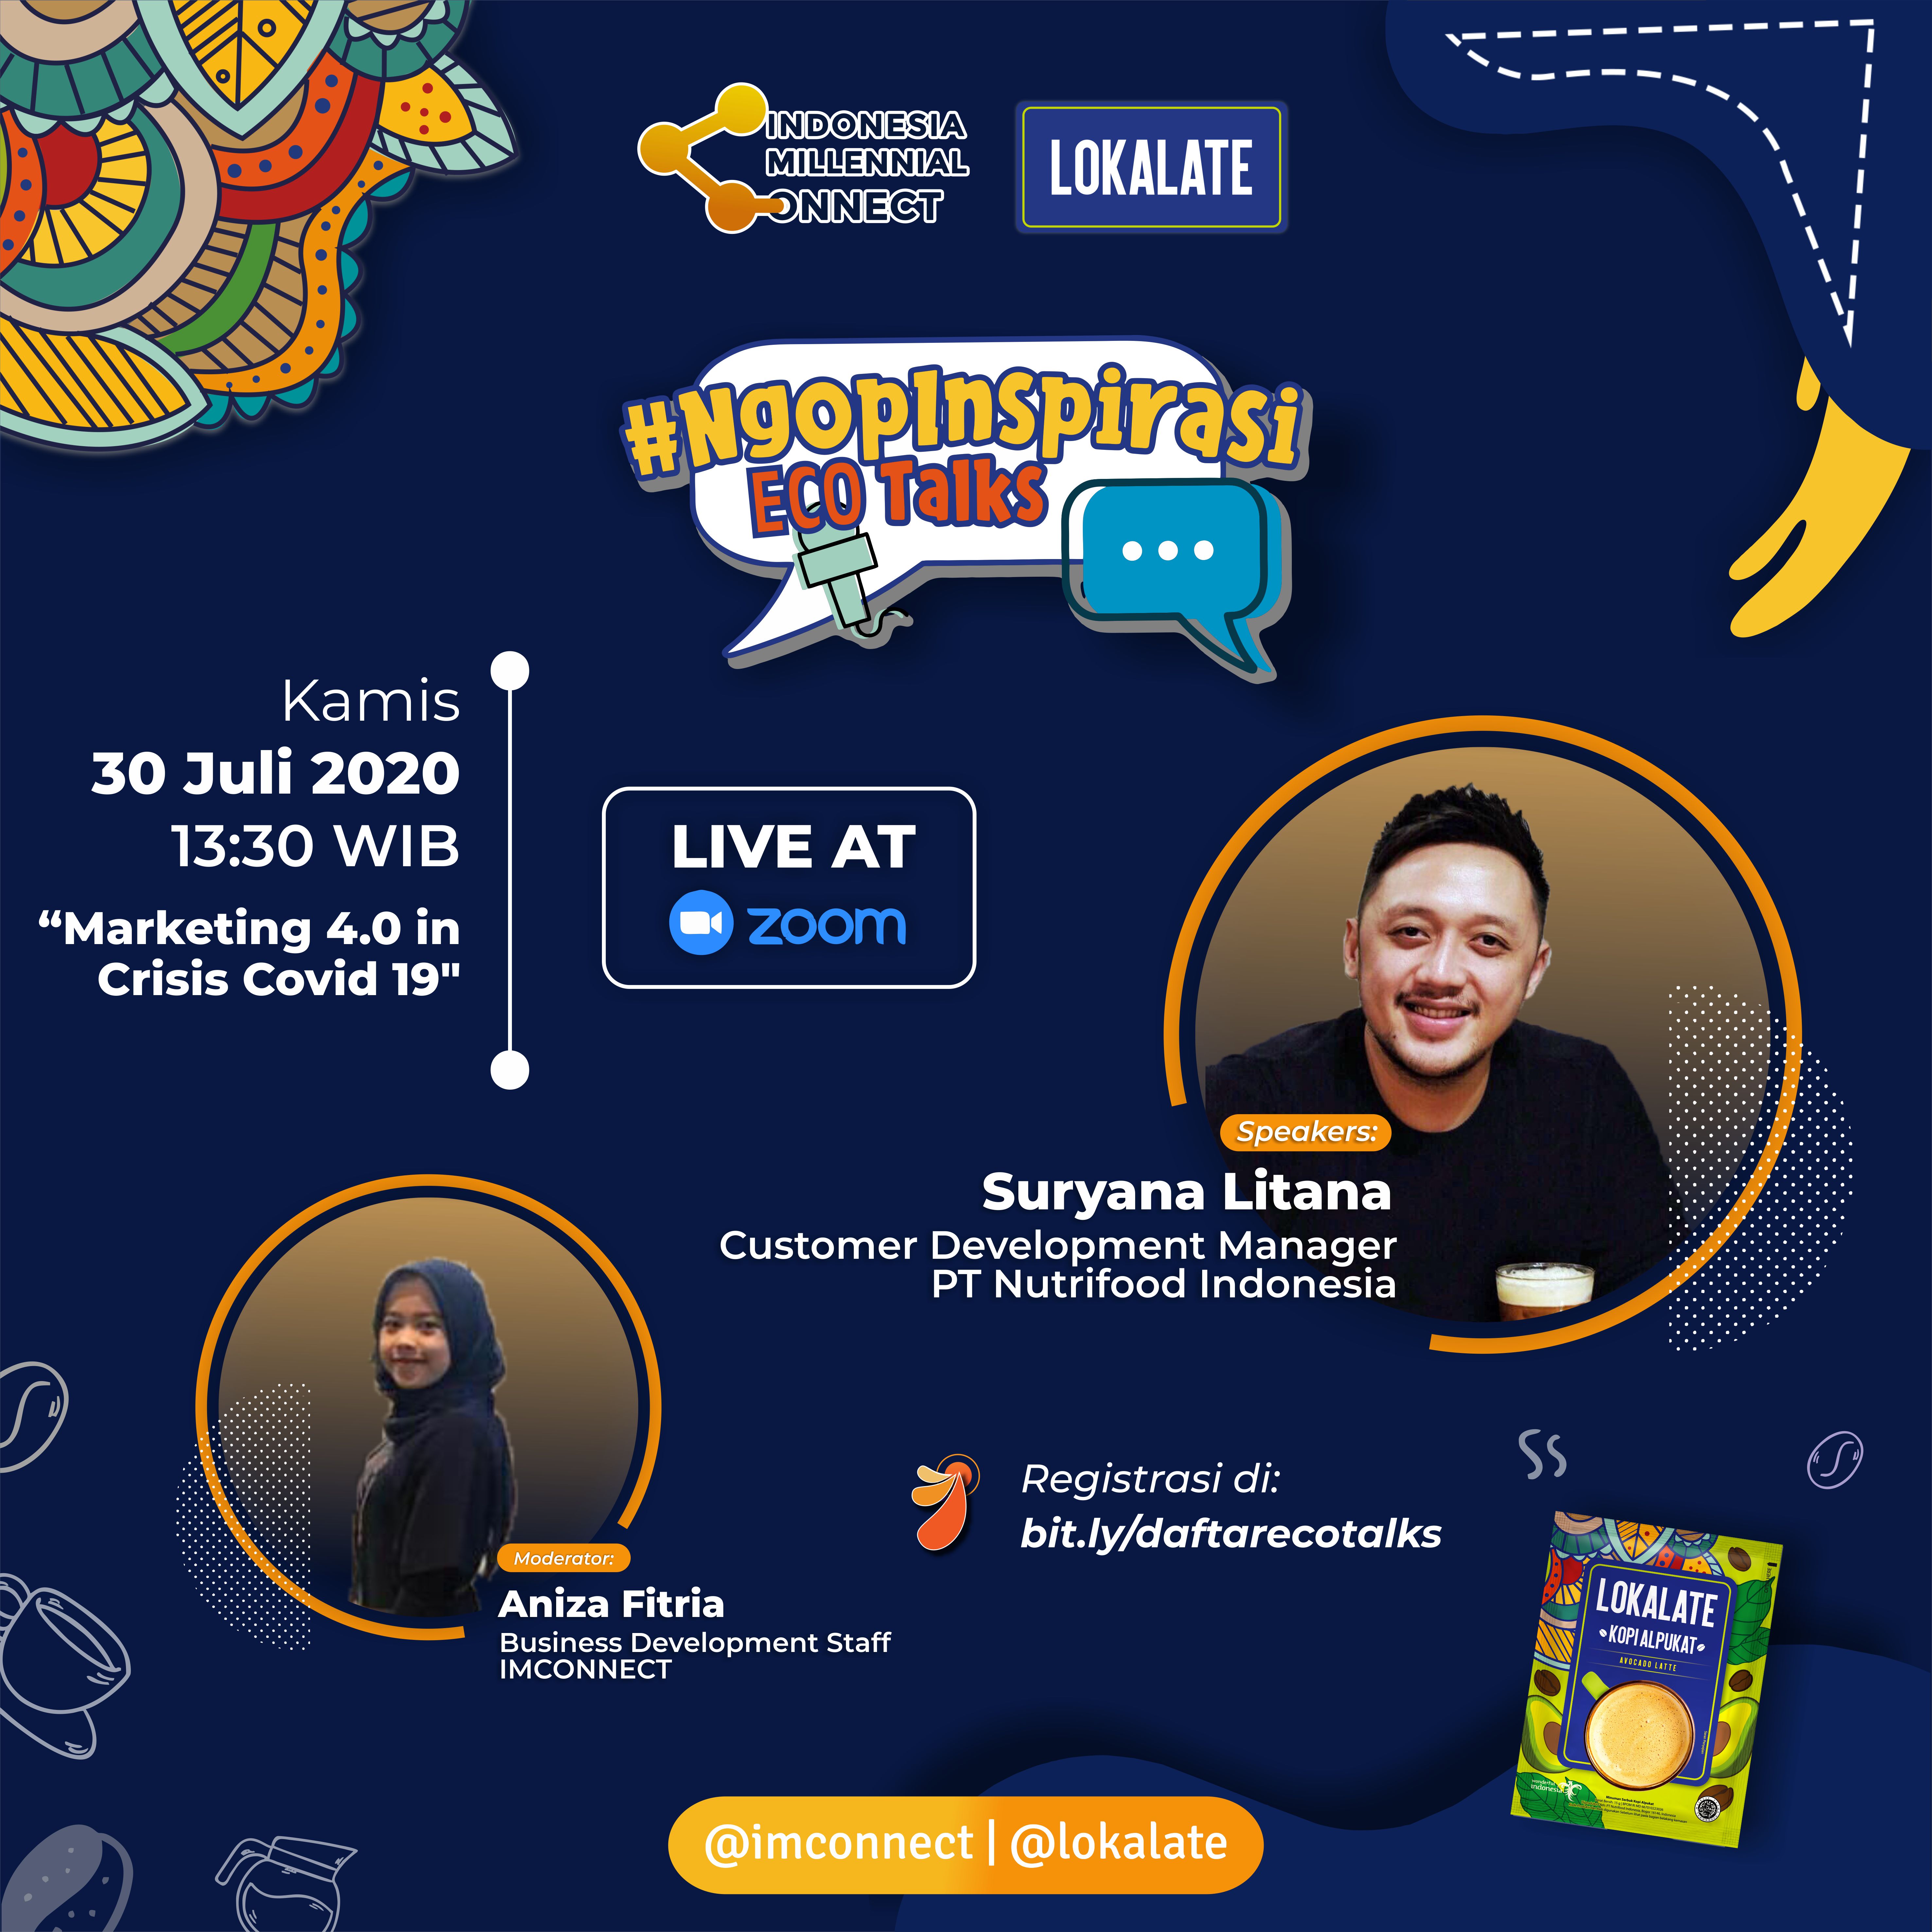 INDONESIA
MILLENNIAL
CONNECT
LOKALATE
#NgopInspirasi
ECO Talks
Kamis
30 Juli 2020
13:30 WIB
“Marketing 4.0 in
Crisis Covid 19"
LIVE AT
zoom
Speakers:
Suryana Litana
Customer Development Manager
PT Nutrifood Indonesia
Moderator:
Aniza Fitria
Business Development Staff
IMCONNECT
Registrasi di:
bit.ly/daftarecotalks
LOKALATE
KOPI ALPUKAT
AVOCADO LATTE
wonderful
indonesia
@imconnect | @lokalate